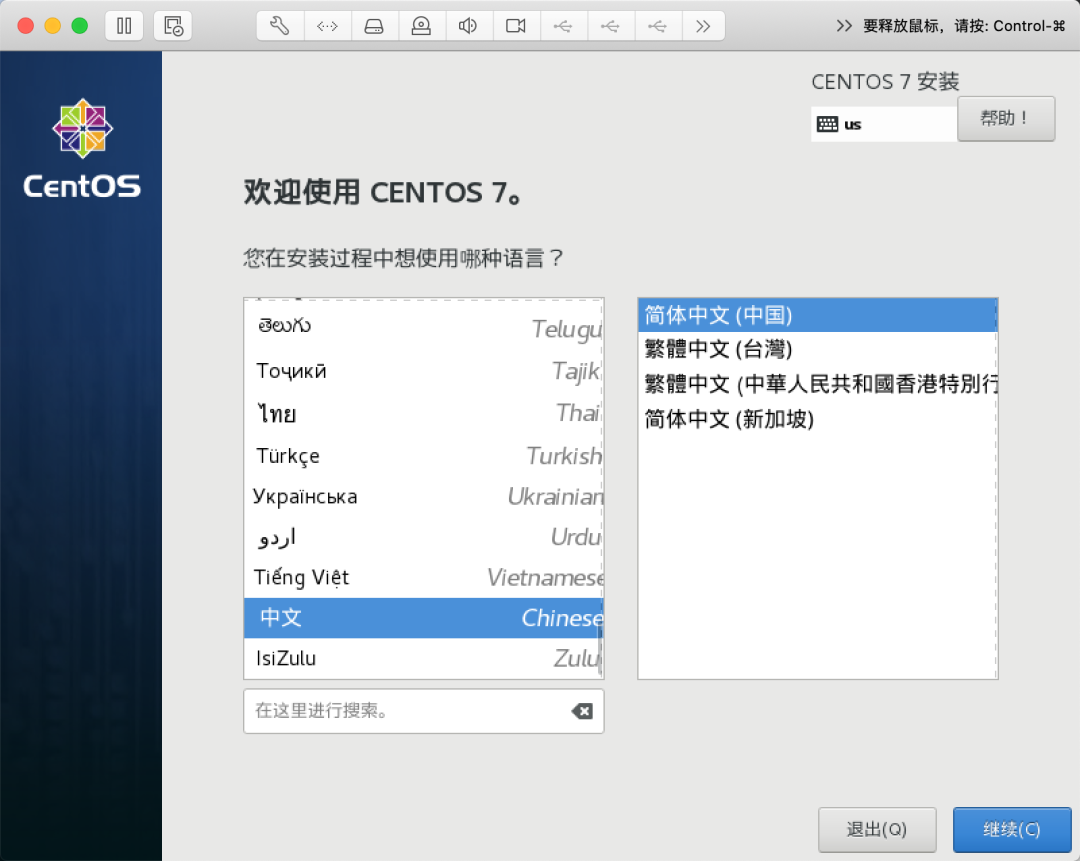 要释放鼠标，请按: Control-⌘
CentOS
CENTOS 7 安装
us
帮助！
欢迎使用 CENTOS 7。
您在安装过程中想使用哪种语言？
తెలుగు Telugu
Тоҷикӣ Tajik
ไทย Thai
Türkçe Turkish
Українська Ukrainian
اردو Urdu
Tiếng Việt Vietnamese
中文 Chinese
IsiZulu Zulu
简体中文 (中国)
繁體中文 (台灣)
繁體中文 (中華人民共和國香港特別行
简体中文 (新加坡)
在这里进行搜索。
退出(Q)
继续(C)